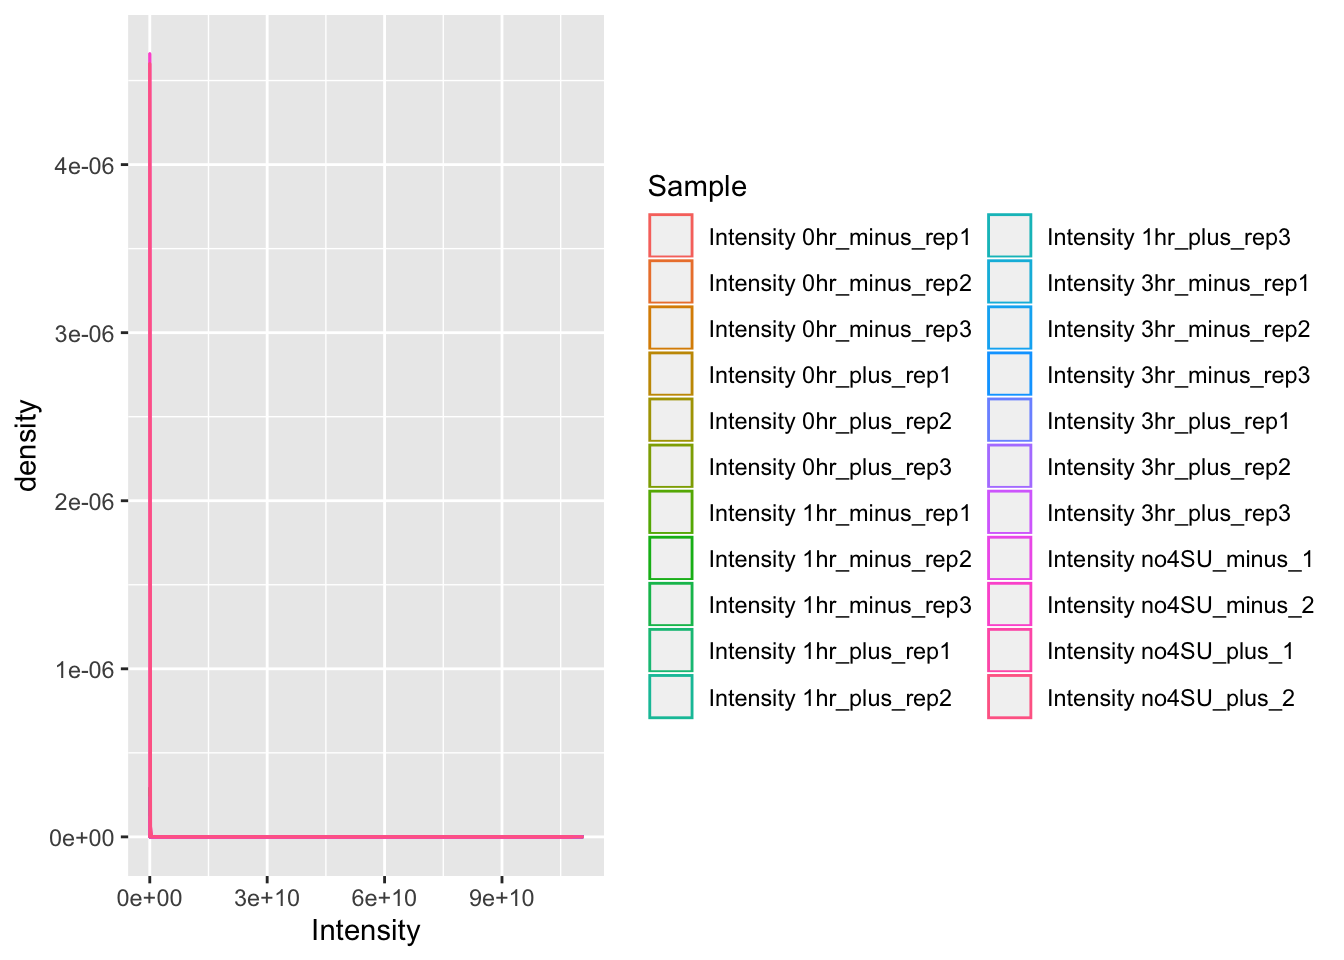 density
4e-06
3e-06
2e-06
1e-06
0e+00
0e+00 3e+10 6e+10 9e+10
Intensity
Sample
Intensity 0hr_minus_rep1
Intensity 0hr_minus_rep2
Intensity 0hr_minus_rep3
Intensity 0hr_plus_rep1
Intensity 0hr_plus_rep2
Intensity 0hr_plus_rep3
Intensity 1hr_minus_rep1
Intensity 1hr_minus_rep2
Intensity 1hr_minus_rep3
Intensity 1hr_plus_rep1
Intensity 1hr_plus_rep2
Intensity 1hr_plus_rep3
Intensity 3hr_minus_rep1
Intensity 3hr_minus_rep2
Intensity 3hr_minus_rep3
Intensity 3hr_plus_rep1
Intensity 3hr_plus_rep2
Intensity 3hr_plus_rep3
Intensity no4SU_minus_1
Intensity no4SU_minus_2
Intensity no4SU_plus_1
Intensity no4SU_plus_2